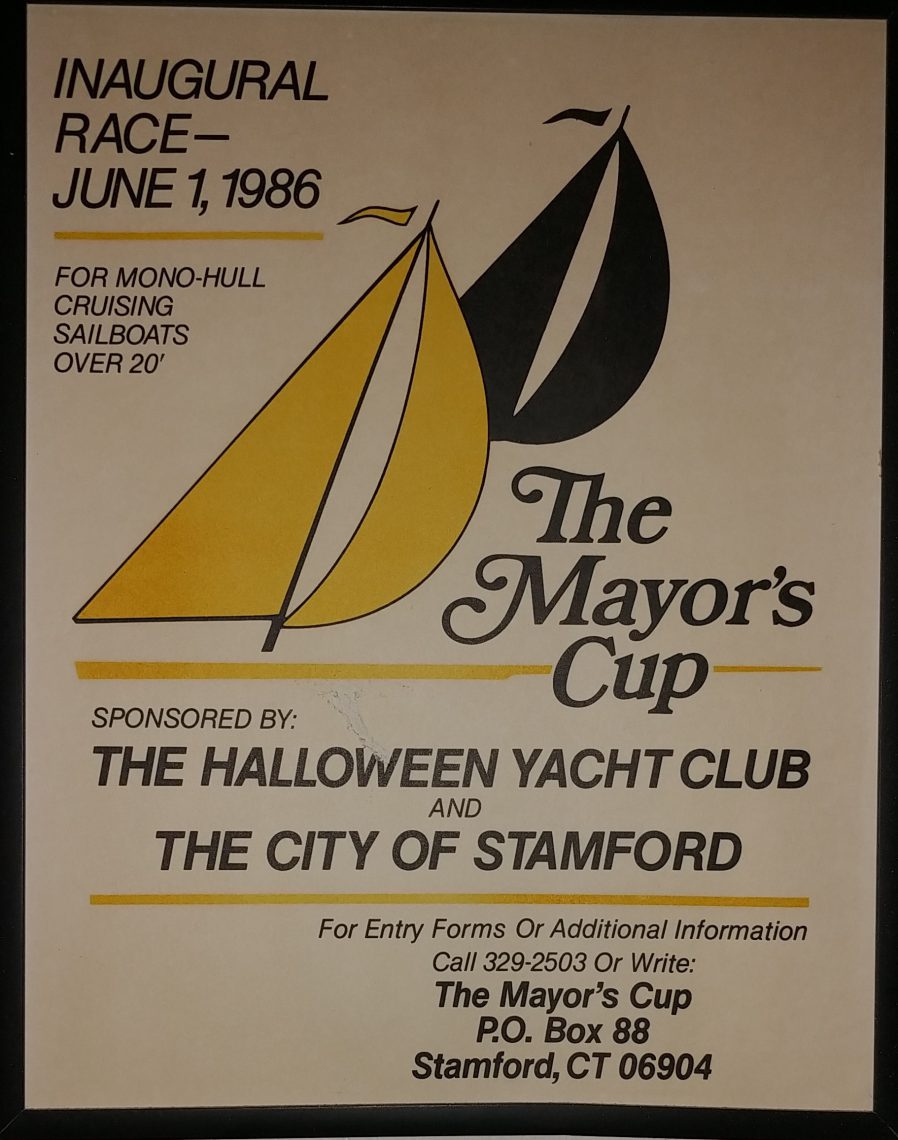 INAUGURAL
RACE—
JUNE 1, 1986
FOR MONO-HULL
CRUISING
SAILBOATS
OVER 20'
The
Mayor's
Cup
SPONSORED BY:
THE HALLOWEEN YACHT CLUB
AND
THE CITY OF STAMFORD
For Entry Forms Or Additional Information
Call 329-2503 Or Write:
The Mayor's Cup
P.O. Box 88
Stamford, CT 06904